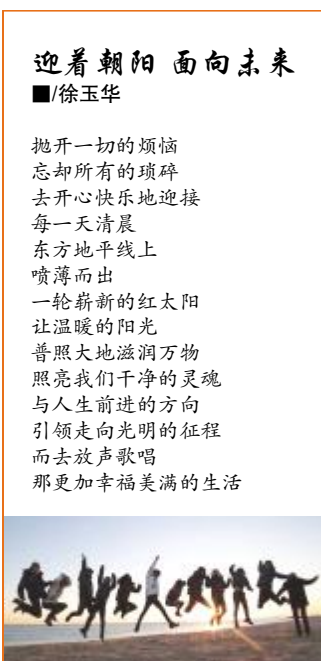 迎着朝阳 面向未来
■/徐玉华
抛开一切的烦恼
忘却所有的琐碎
去开心快乐地迎接
每一天清晨
东方地平线上
喷薄而出
一轮崭新的红太阳
让温暖的阳光
普照大地滋润万物
照亮我们干净的灵魂
与人生前进的方向
引领走向光明的征程
而去放声歌唱
那更加幸福美满的生活